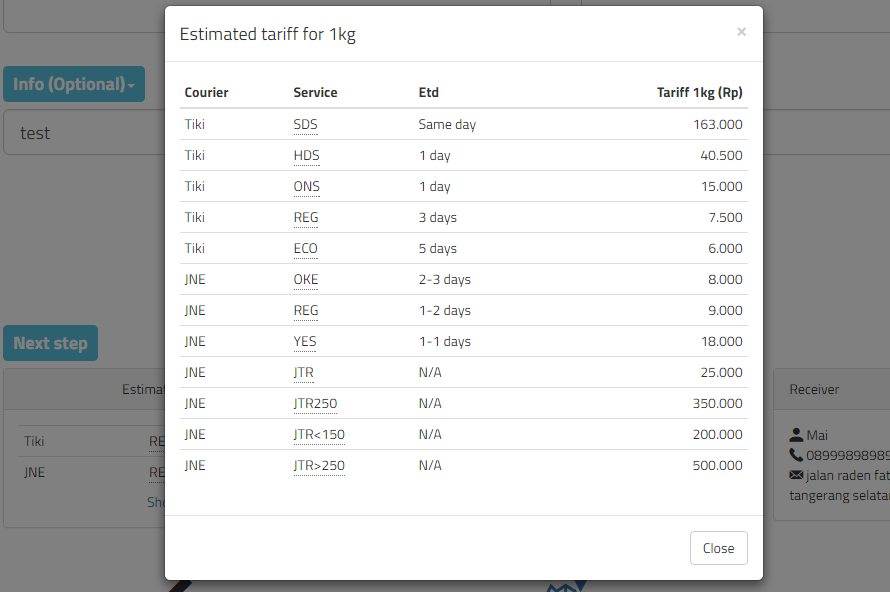 Estimated tariff for 1kg ×
Courier Service Etd Tariff 1kg (Rp)
Tiki SDS Same day 163.000
Tiki HDS 1 day 40.500
Tiki ONS 1 day 15.000
Tiki REG 3 days 7.500
Tiki ECO 5 days 6.000
JNE OKE 2-3 days 8.000
JNE REG 1-2 days 9.000
JNE YES 1-1 days 18.000
JNE JTR N/A 25.000
JNE JTR250 N/A 350.000
JNE JTR<150 N/A 200.000
JNE JTR>250 N/A 500.000
Close
Info (Optional)
test
Next step
Estimat
Tiki RE
JNE RE
Sho
Receiver
Mai
0899989898
jalan raden fat
tangerang selata